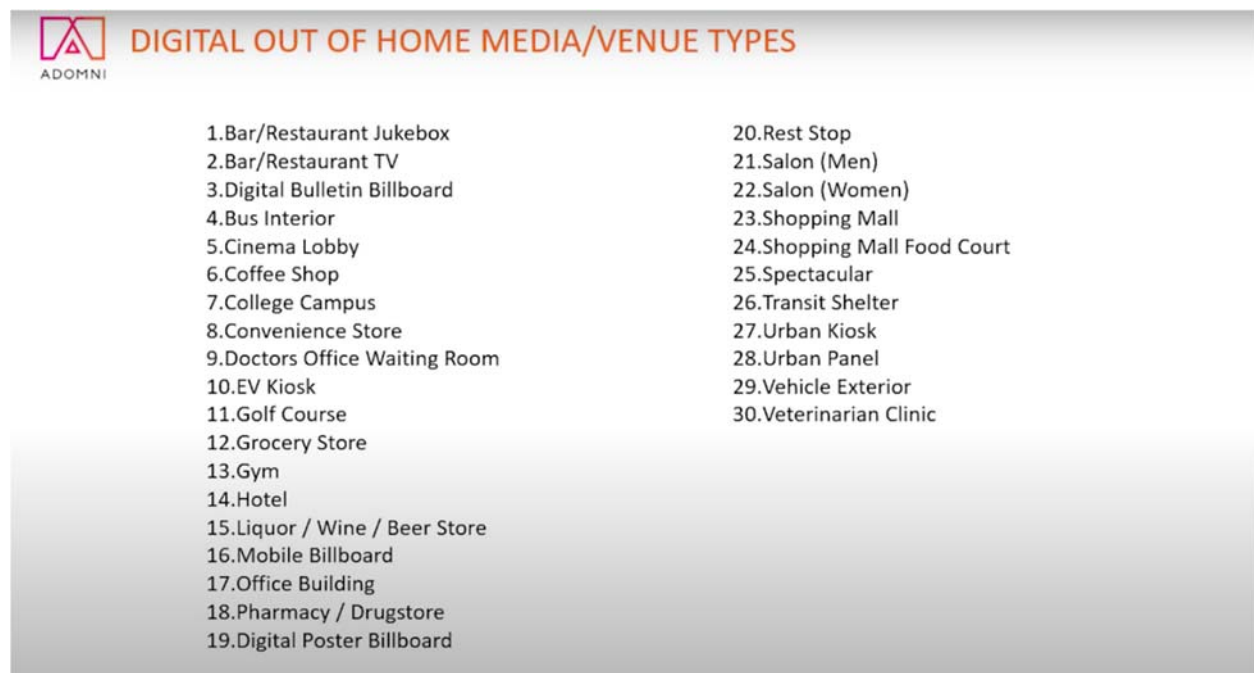 ADOMNI
DIGITAL OUT OF HOME MEDIA/VENUE TYPES
1.Bar/Restaurant Jukebox
2.Bar/Restaurant TV
3.Digital Bulletin Billboard
4.Bus Interior
5.Cinema Lobby
6.Coffee Shop
7.College Campus
8.Convenience Store
9.Doctors Office Waiting Room
10.EV Kiosk
11.Golf Course
12.Grocery Store
13.Gym
14.Hotel
15.Liquor / Wine / Beer Store
16.Mobile Billboard
17.Office Building
18.Pharmacy / Drugstore
19.Digital Poster Billboard
20.Rest Stop
21.Salon (Men)
22.Salon (Women)
23.Shopping Mall
24.Shopping Mall Food Court
25.Spectacular
26.Transit Shelter
27.Urban Kiosk
28.Urban Panel
29.Vehicle Exterior
30.Veterinarian Clinic